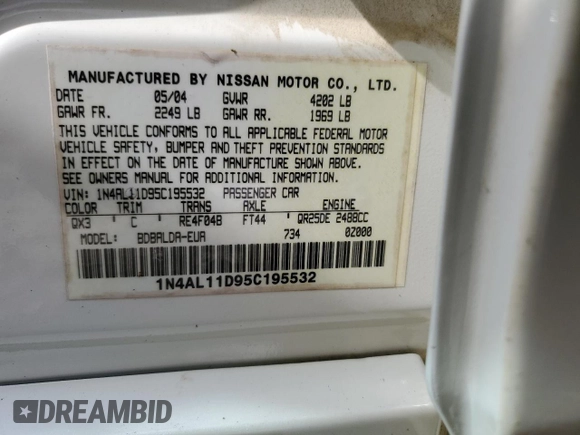 MANUFACTURED BY NISSAN MOTOR CO., LTD.
DATE 05/04 GVWR 4202 LB
GAWR FR. 2249 LB GAWR RR. 1969 LB
THIS VEHICLE CONFORMS TO ALL APPLICABLE FEDERAL MOTOR
VEHICLE SAFETY, BUMPER AND THEFT PREVENTION STANDARDS
IN EFFECT ON THE DATE OF MANUFACTURE SHOWN ABOVE.
SEE OWNERS MANUAL FOR ADDITIONAL INFORMATION.
VIN: 1N4AL11D95C195532 PASSENGER CAR
COLOR TRIM TRANS AXLE ENGINE
QX3 C RE4F04B FT44 QR25DE 2488CC
MODEL: BDBALDA-EUA 734 0Z000
1N4AL11D95C195532
DREAMBID